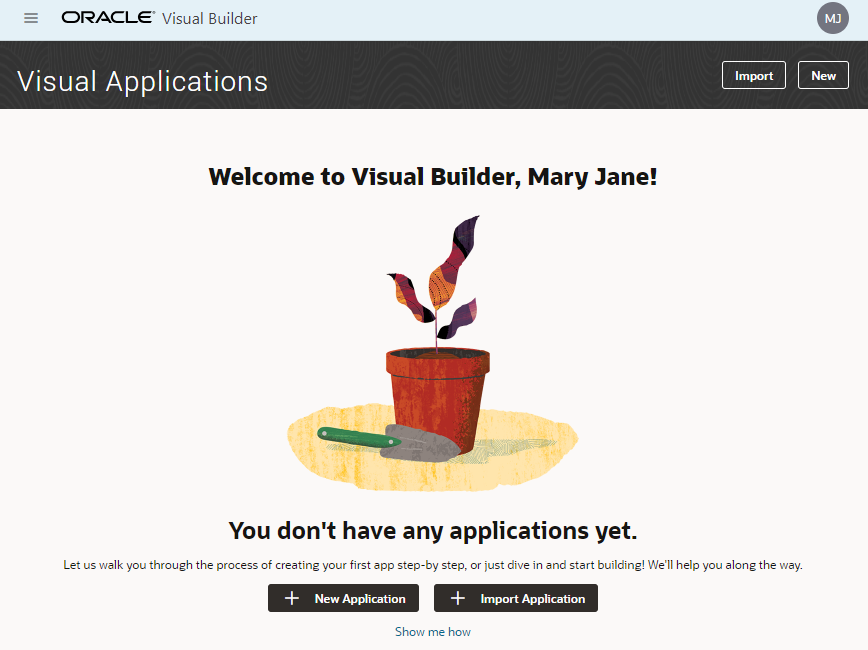 ORACLE® Visual Builder
MJ
Visual Applications
Import
New
Welcome to Visual Builder, Mary Jane!
You don't have any applications yet.
Let us walk you through the process of creating your first app step-by step, or just dive in and start building! We'll help you along the way.
New Application
Import Application
Show me how